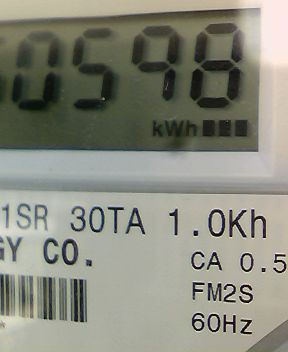 0598
kWh
1SR 30TA 1.0Kh
GY CO.
CA 0.5
FM2S
60Hz